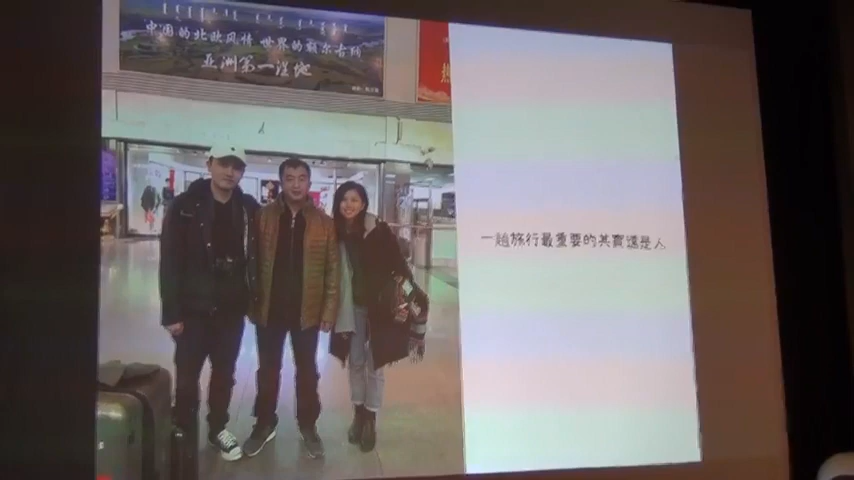 中国的北欧风情 世界的额尔古纳
亚洲第一湿地
热
一趟旅行最重要的其實還是人